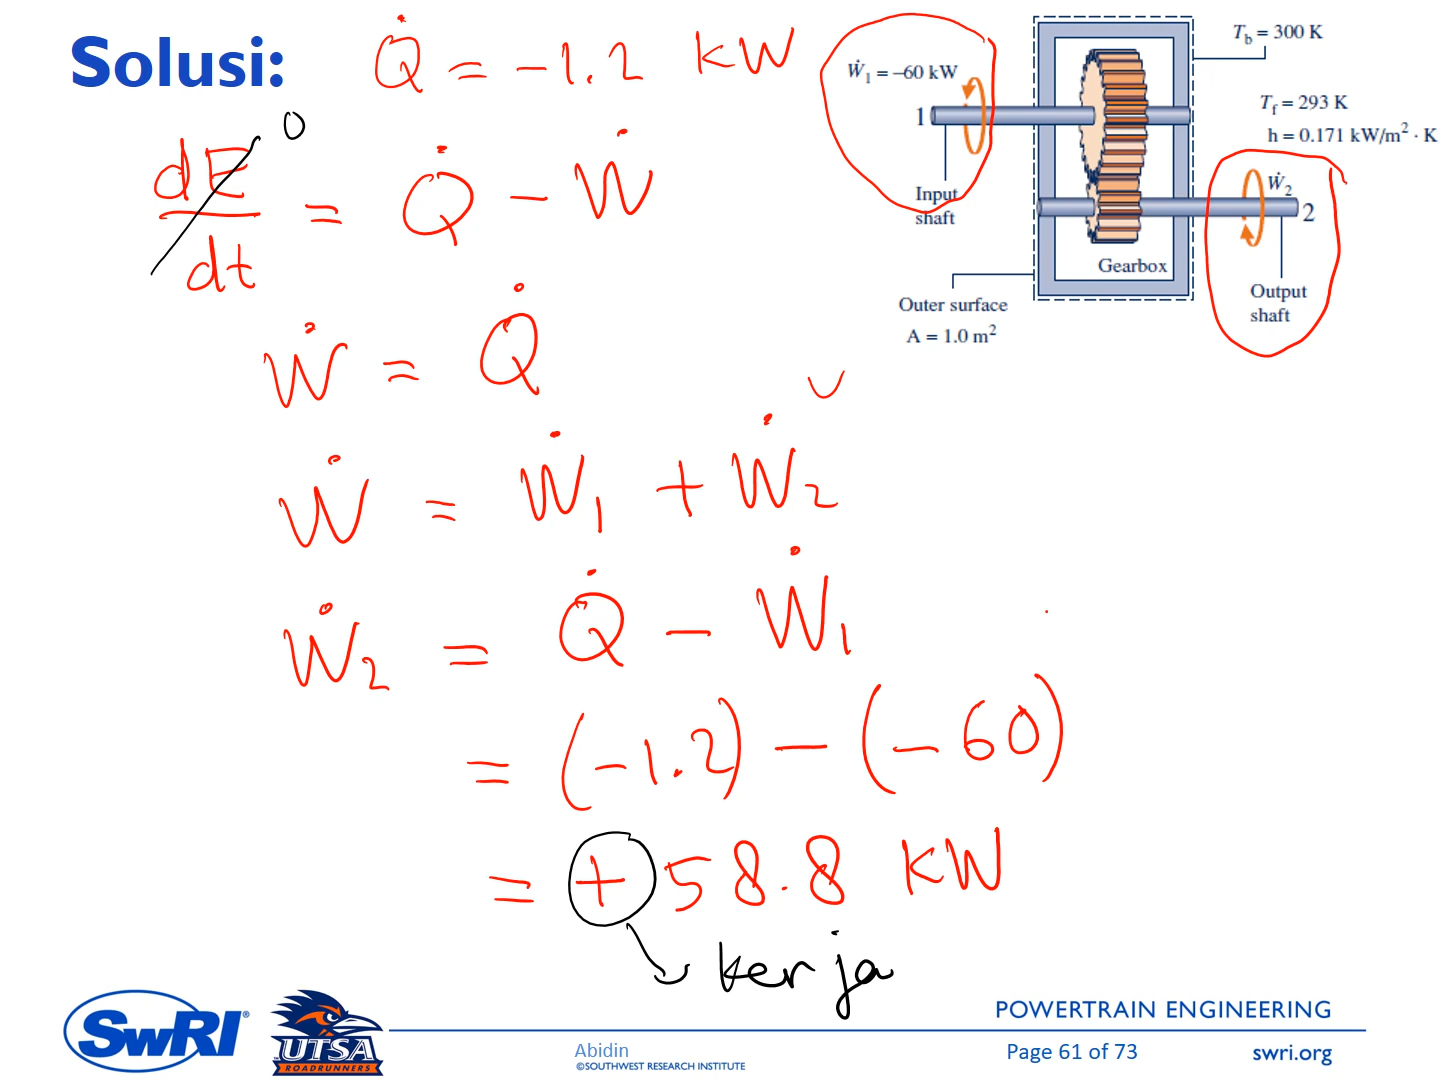 Solusi:
Q̇ = -1.2 KW
dE/dt 0 = Q̇ - Ẇ
Ẇ = Q̇
Ẇ = Ẇ₁ + Ẇ₂
Ẇ₂ = Q̇ - Ẇ₁
= (-1.2) - (-60)
= + 58.8 KW
kerja
Ẇ₁ = −60 kW
1
Input
shaft
T_b = 300 K
T_f = 293 K
h = 0.171 kW/m² · K
Ẇ₂
2
Gearbox
Output
shaft
Outer surface
A = 1.0 m²
SwRI®
UTSA
ROADRUNNERS
POWERTRAIN ENGINEERING
Abidin
©SOUTHWEST RESEARCH INSTITUTE
Page 61 of 73
swri.org